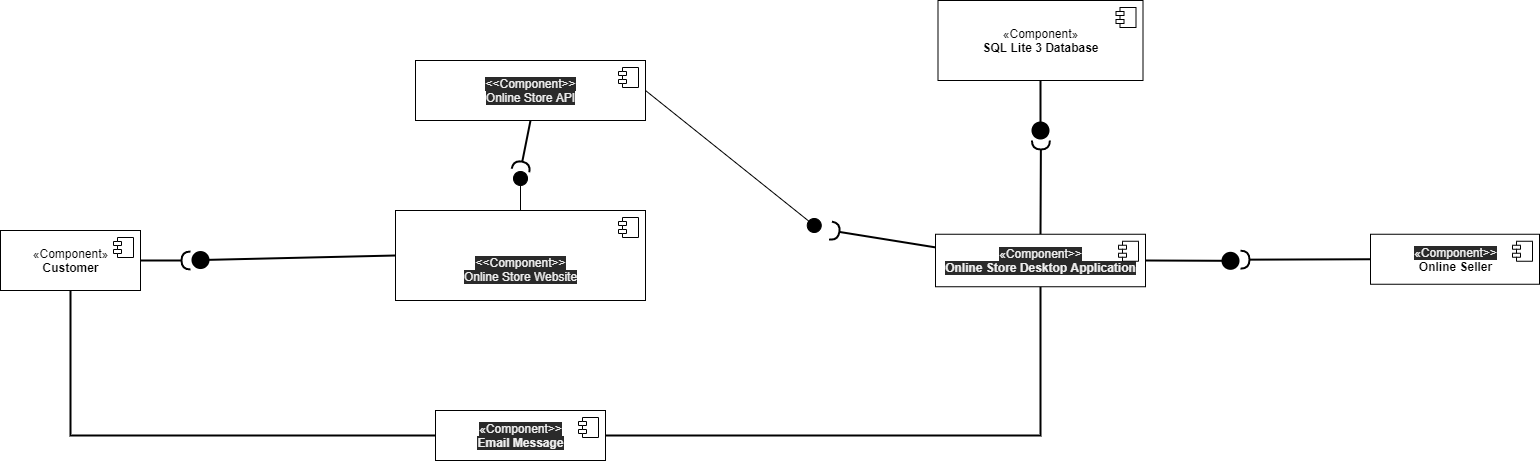 «Component»
SQL Lite 3 Database
<<Component>>
Online Store API
«Component»
Customer
<<Component>>
Online Store Website
«Component>>
Online Store Desktop Application
«Component>>
Online Seller
«Component>>
Email Message